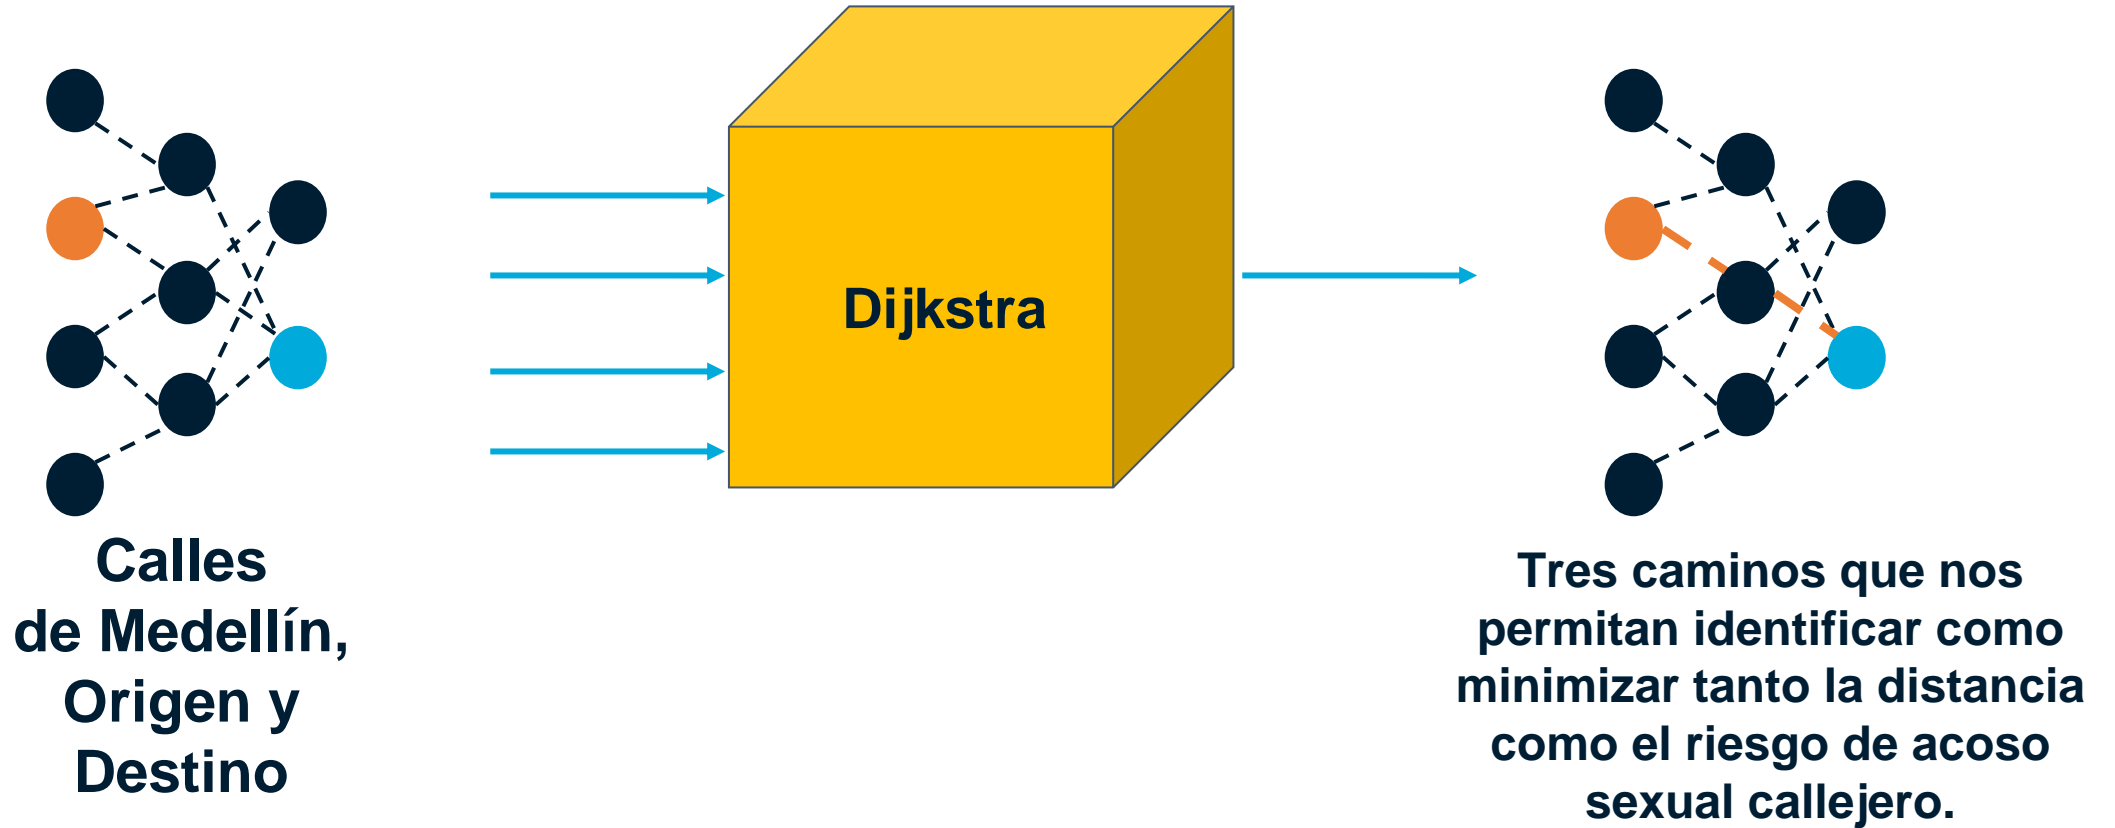 Dijkstra
Calles
de Medellín,
Origen y
Destino
Tres caminos que nos
permitan identificar como
minimizar tanto la distancia
como el riesgo de acoso
sexual callejero.